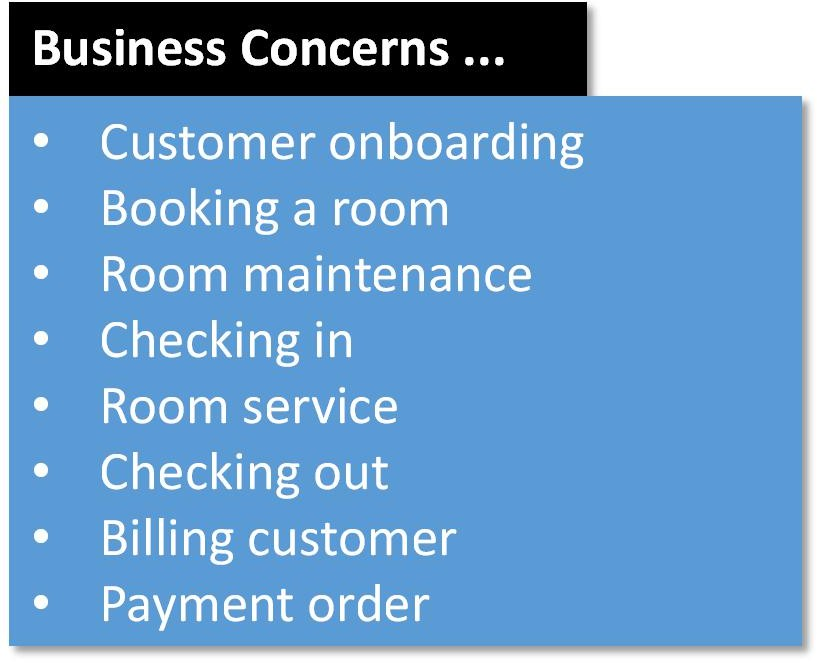 Business Concerns ...
• Customer onboarding
• Booking a room
• Room maintenance
• Checking in
• Room service
• Checking out
• Billing customer
• Payment order